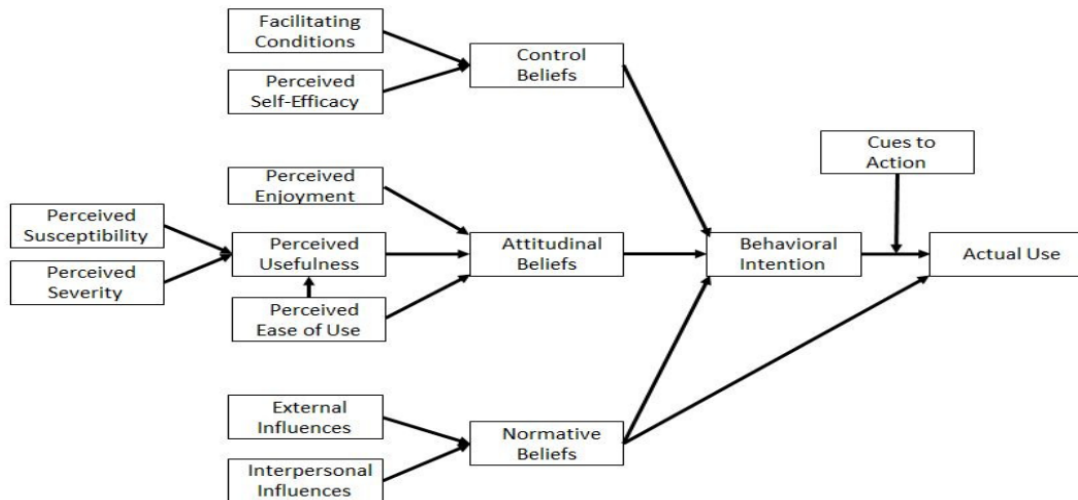 Facilitating
Conditions
Perceived
Self-Efficacy
Control
Beliefs
Cues to
Action
Perceived
Enjoyment
Perceived
Susceptibility
Perceived
Severity
Perceived
Usefulness
Perceived
Ease of Use
Attitudinal
Beliefs
Behavioral
Intention
Actual Use
External
Influences
Interpersonal
Influences
Normative
Beliefs